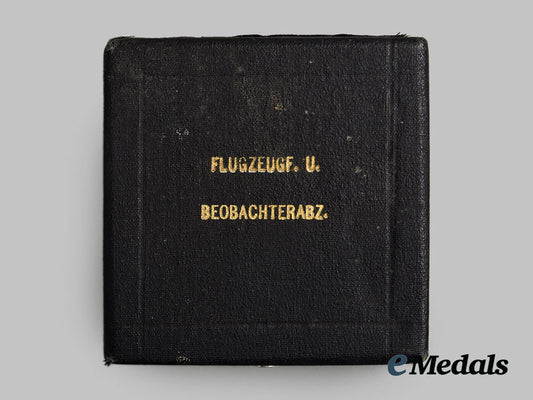 FLUGZEUGF. U.
BEOBACHTERABZ.
eMedals